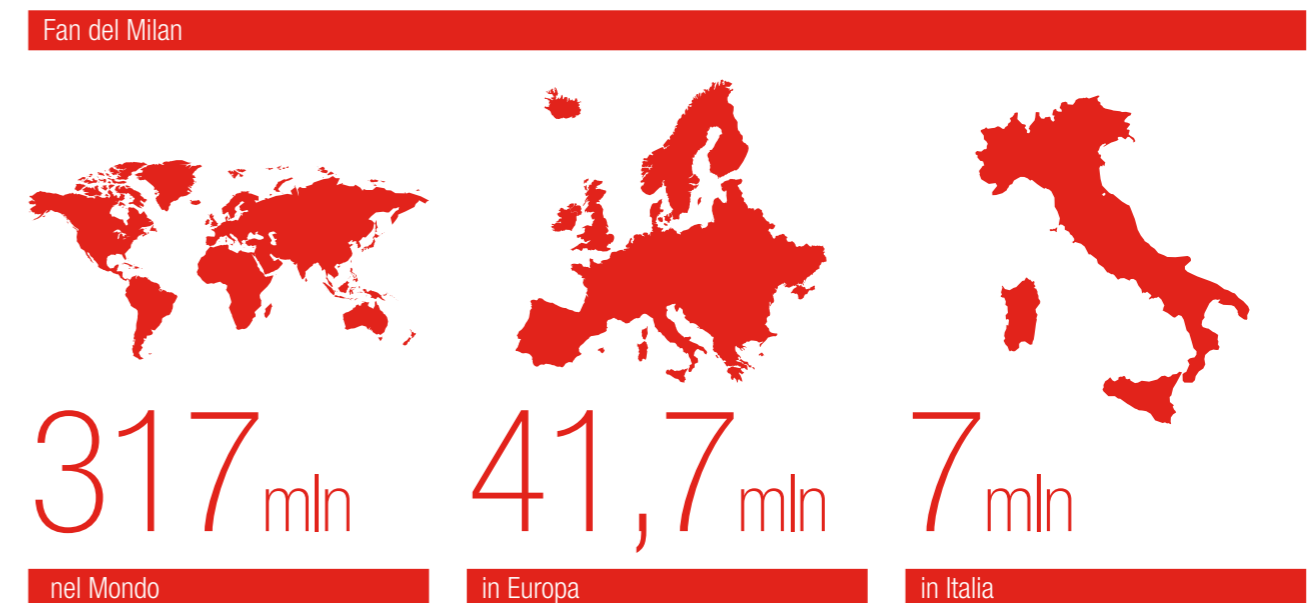 Fan del Milan
317 mln
41,7 mln
7 mln
nel Mondo
in Europa
in Italia